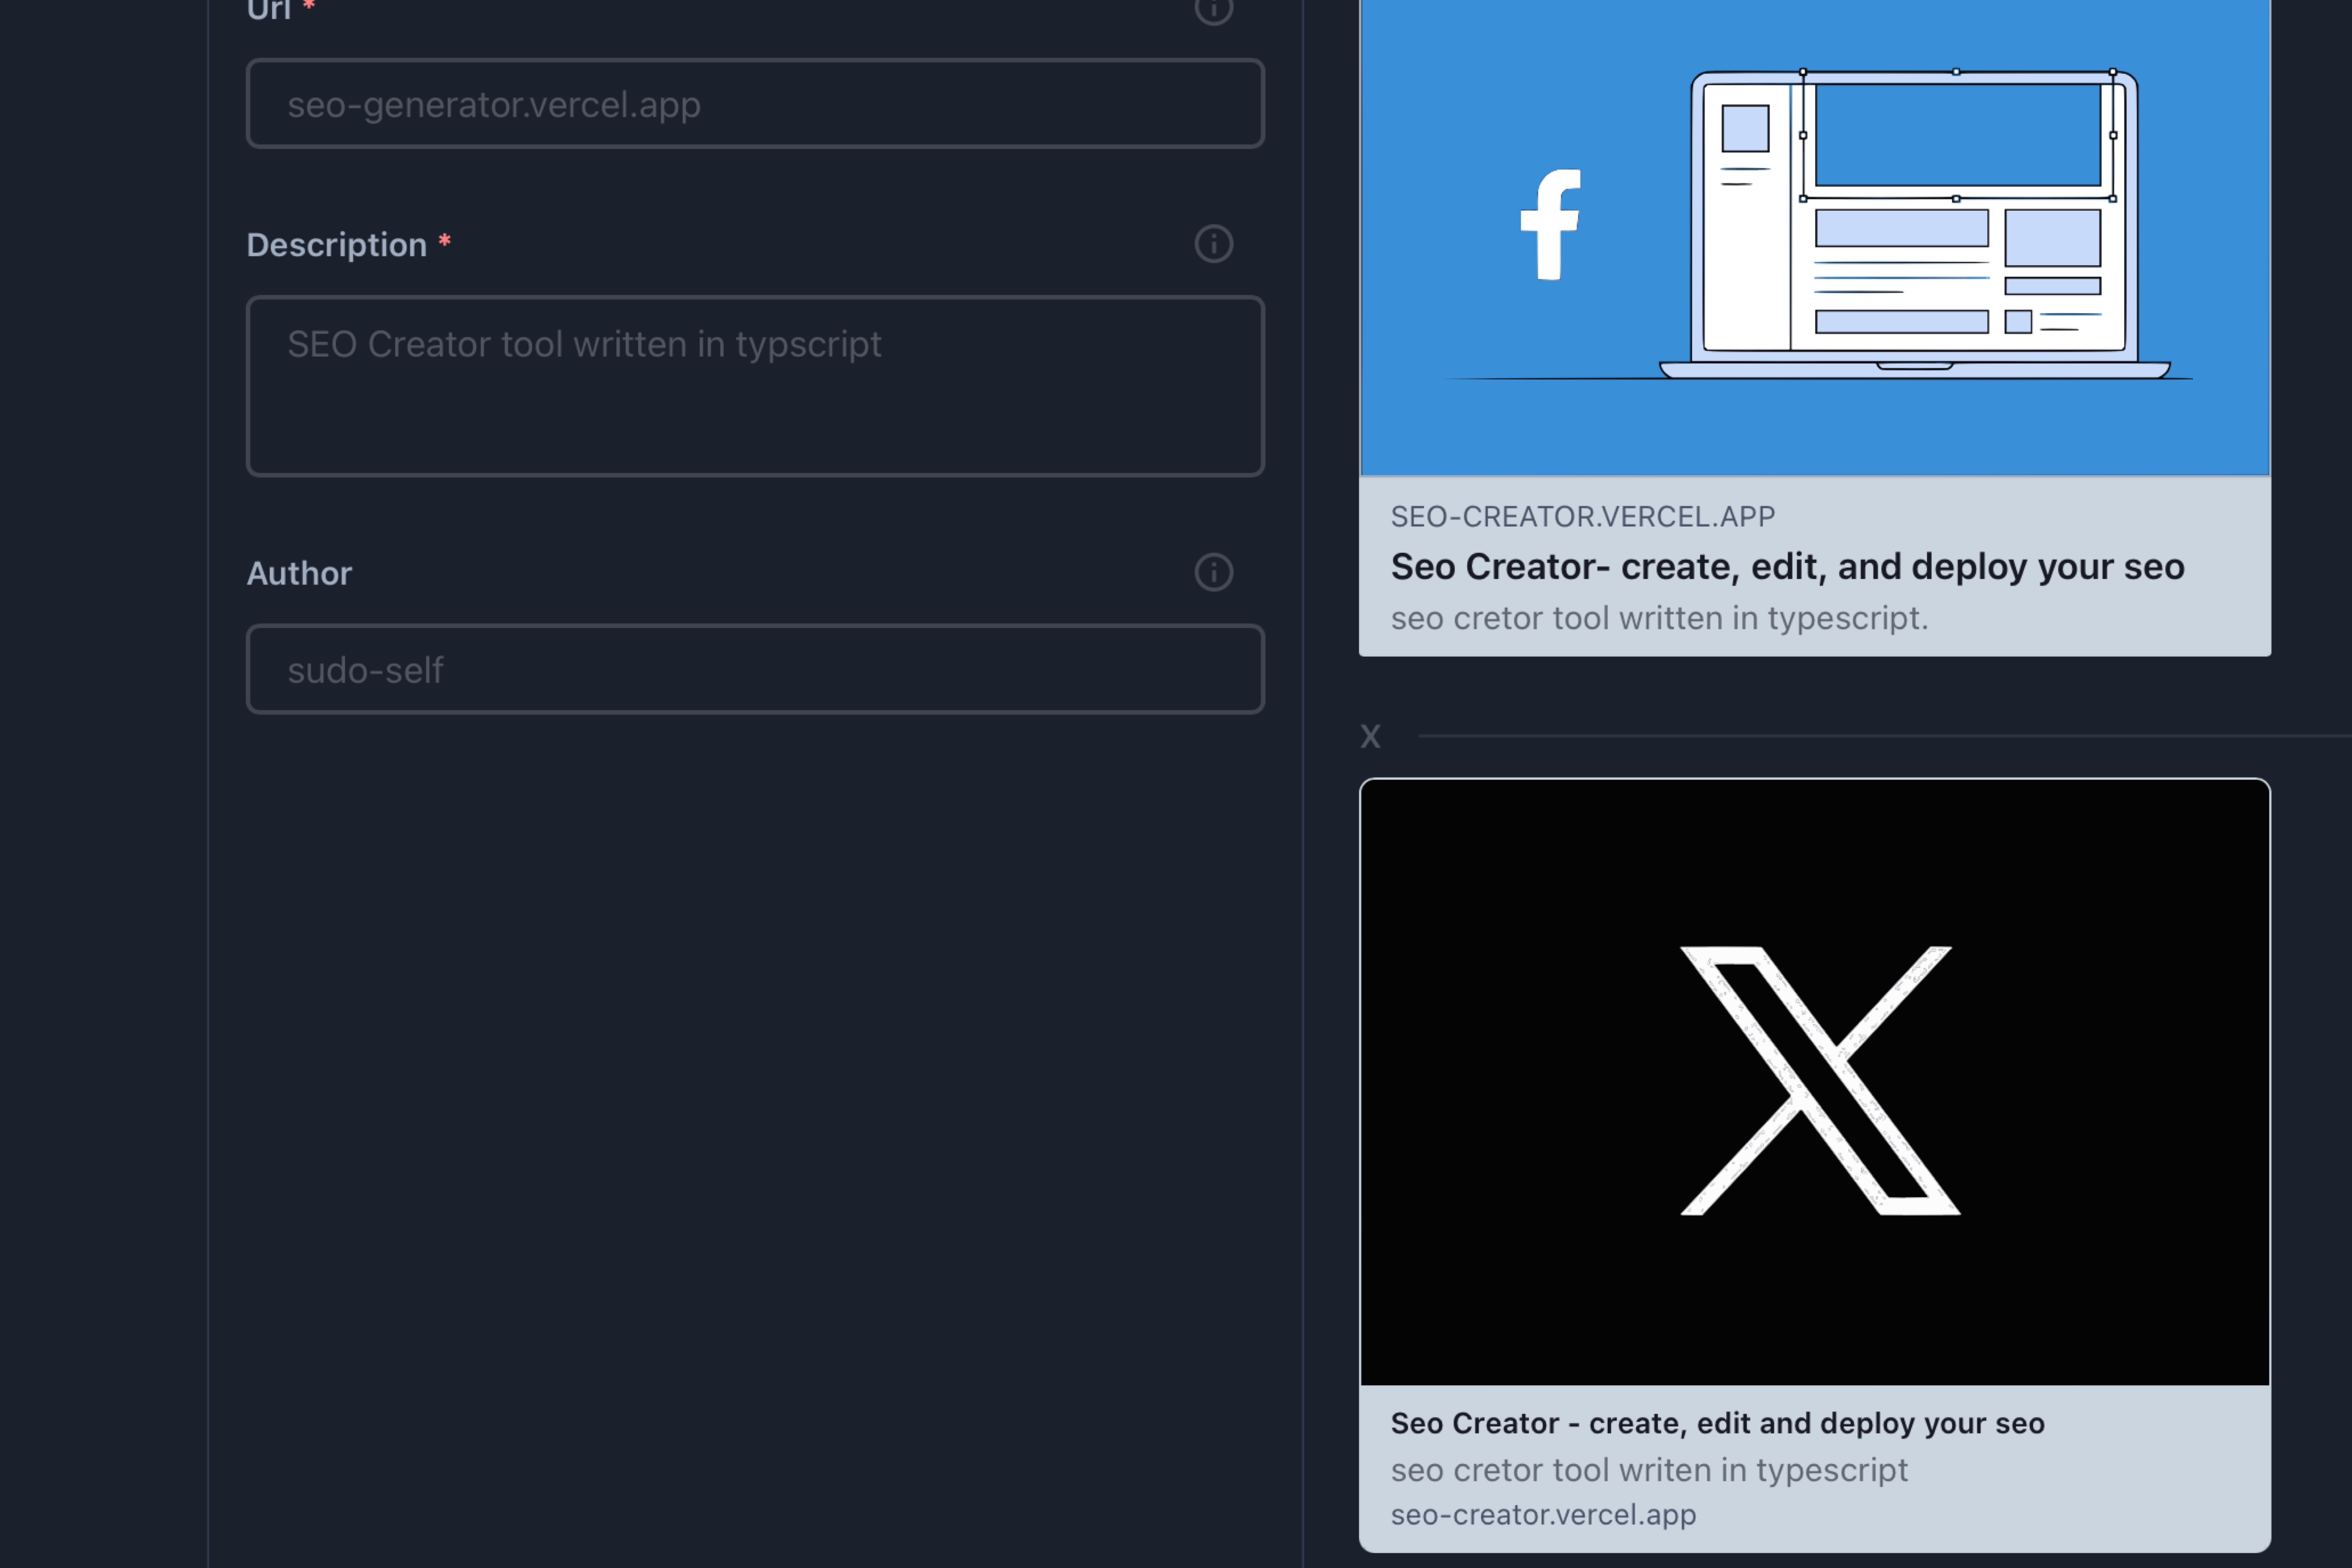 Url *
seo-generator.vercel.app
Description *
SEO Creator tool written in typscript
Author
sudo-self
SEO-CREATOR.VERCEL.APP
Seo Creator- create, edit, and deploy your seo
seo cretor tool written in typescript.
X
Seo Creator - create, edit and deploy your seo
seo cretor tool writen in typescript
seo-creator.vercel.app